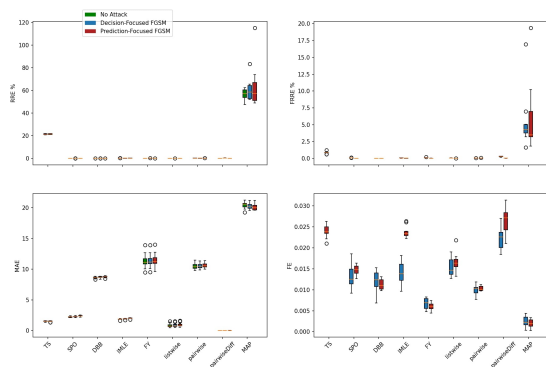 No Attack
Decision-Focused FGSM
Prediction-Focused FGSM
RRE %
120
100
80
60
40
20
0
FRRE %
20.0
17.5
15.0
12.5
10.0
7.5
5.0
2.5
0.0
MAE
20
15
10
5
0
TS
SPO
DBB
IMLE
FY
listwise
pairwise
pairwiseDiff
MAP
FE
0.030
0.025
0.020
0.015
0.010
0.005
0.000
TS
SPO
DBB
IMLE
FY
listwise
pairwise
pairwiseDiff
MAP